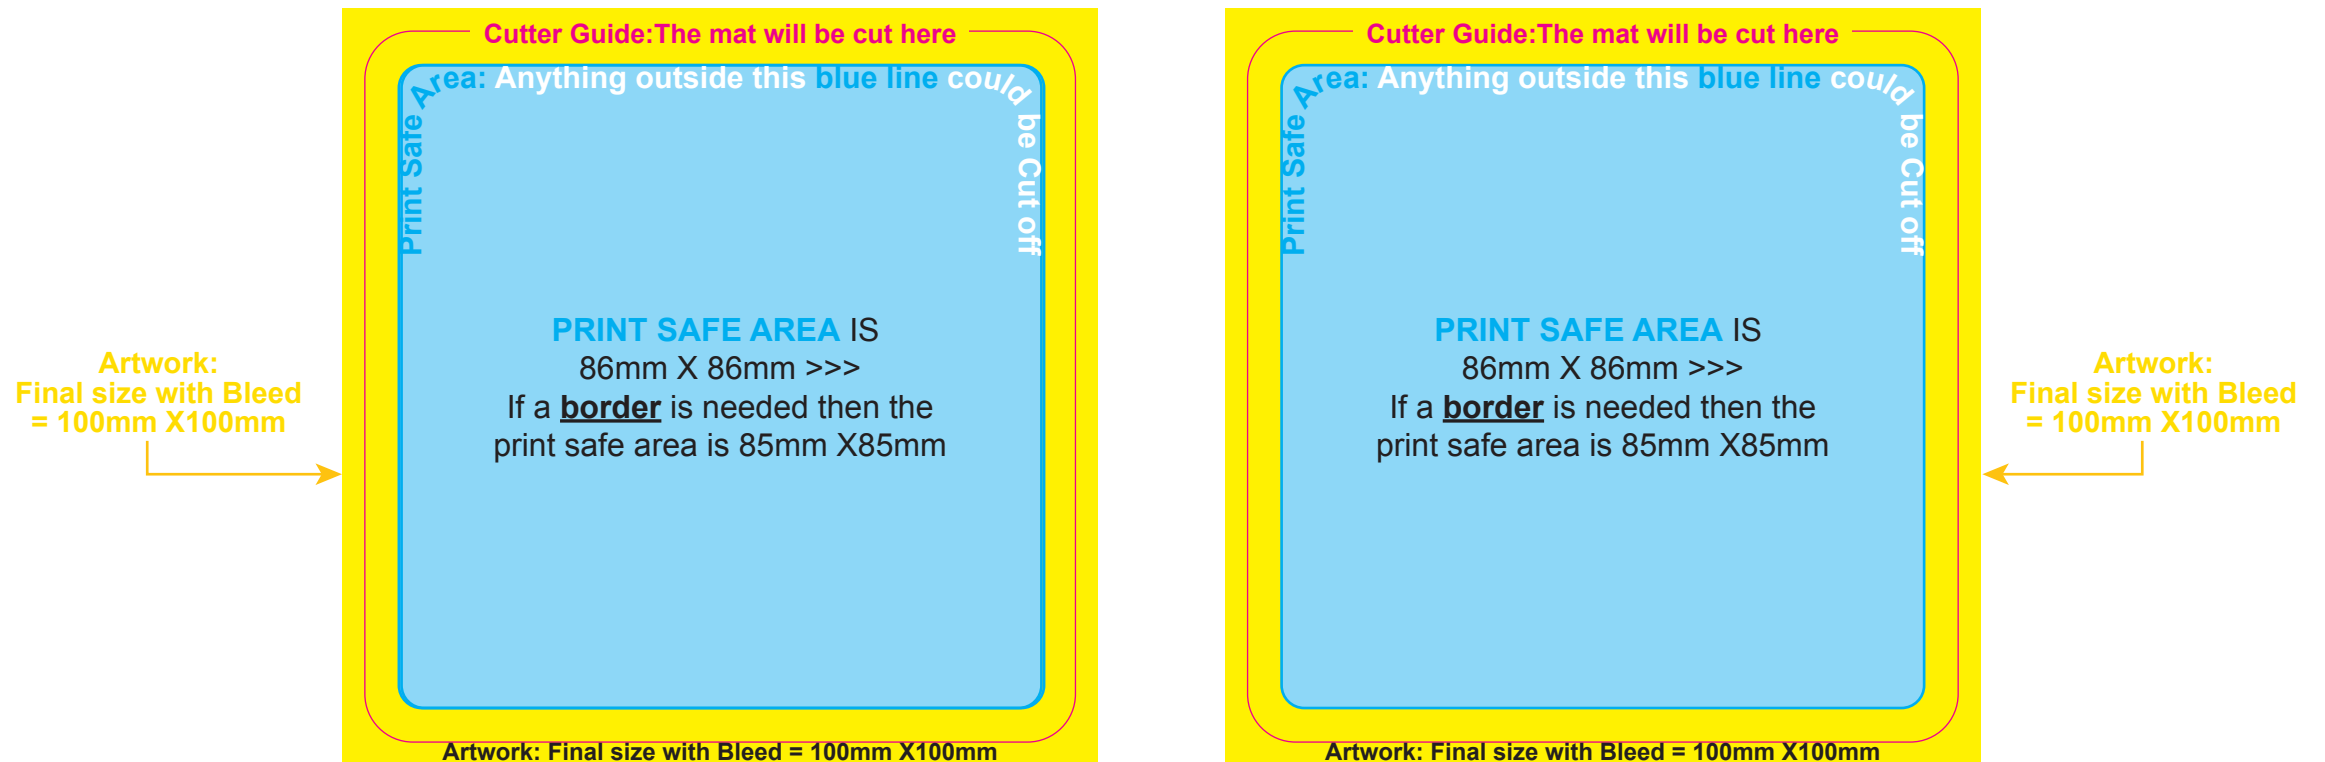 Cutter Guide:The mat will be cut here
Print Safe Area: Anything outside this blue line could be Cut off
PRINT SAFE AREA IS
86mm X 86mm >>>
If a border is needed then the
print safe area is 85mm X85mm
Artwork: Final size with Bleed = 100mm X100mm
Artwork:
Final size with Bleed
= 100mm X100mm
Cutter Guide:The mat will be cut here
Print Safe Area: Anything outside this blue line could be Cut off
PRINT SAFE AREA IS
86mm X 86mm >>>
If a border is needed then the
print safe area is 85mm X85mm
Artwork: Final size with Bleed = 100mm X100mm
Artwork:
Final size with Bleed
= 100mm X100mm